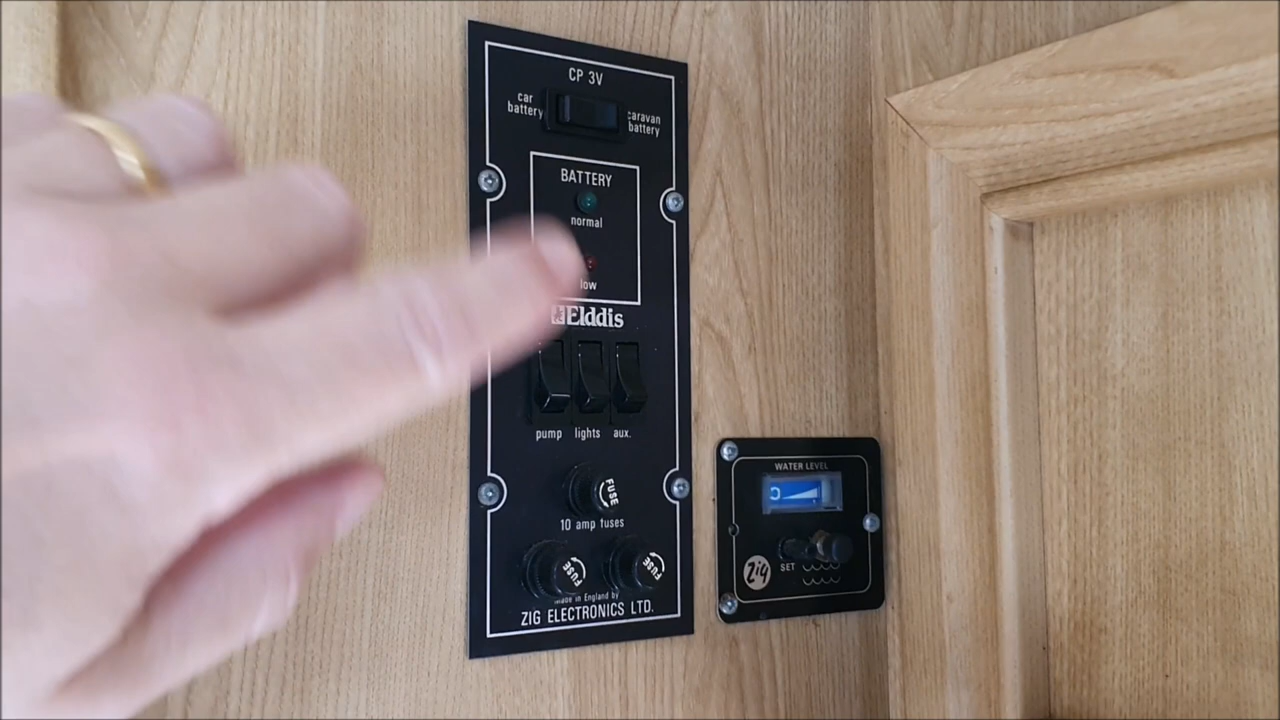 CP 3V
car
battery
caravan
battery
BATTERY
normal
low
Elddis
pump lights aux.
FUSE
10 amp fuses
FUSE FUSE
Made in England by
ZIG ELECTRONICS LTD.
WATER LEVEL
SET
Zig